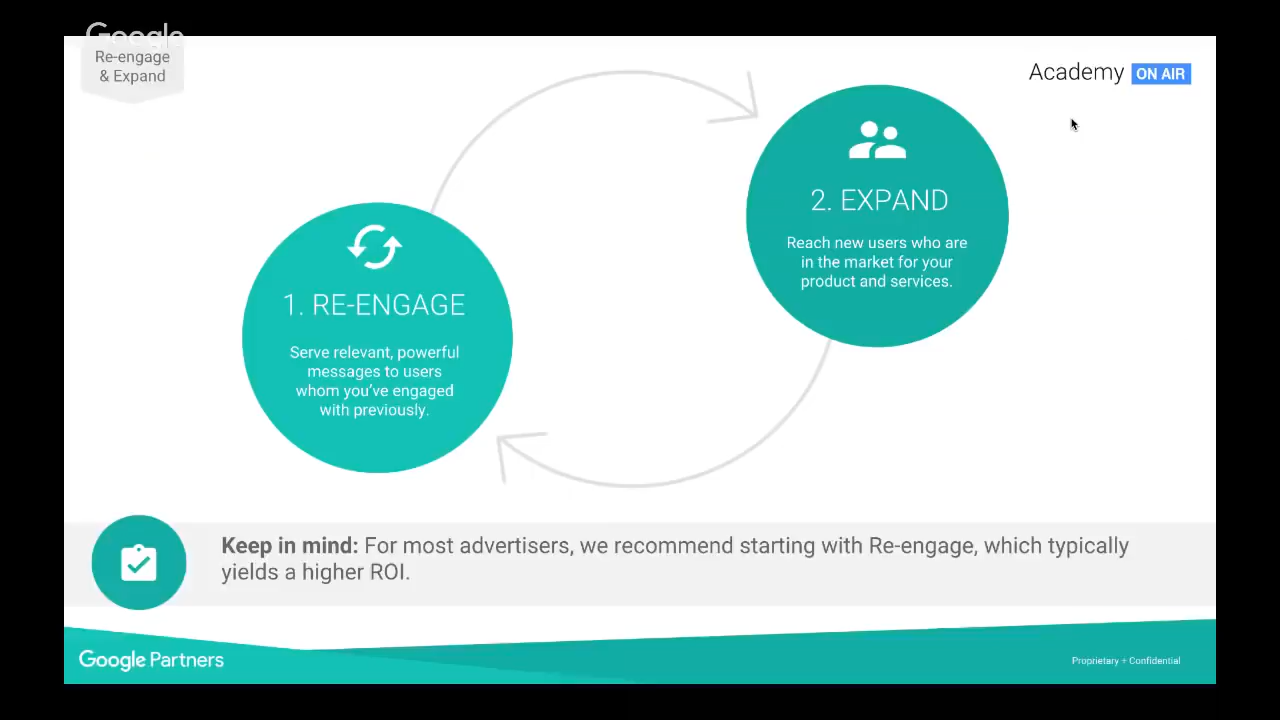 Google
Re-engage
& Expand
Academy ON AIR
1. RE-ENGAGE
Serve relevant, powerful
messages to users
whom you've engaged
with previously.
2. EXPAND
Reach new users who are
in the market for your
product and services.
Keep in mind: For most advertisers, we recommend starting with Re-engage, which typically
yields a higher ROI.
Google Partners
Proprietary + Confidential